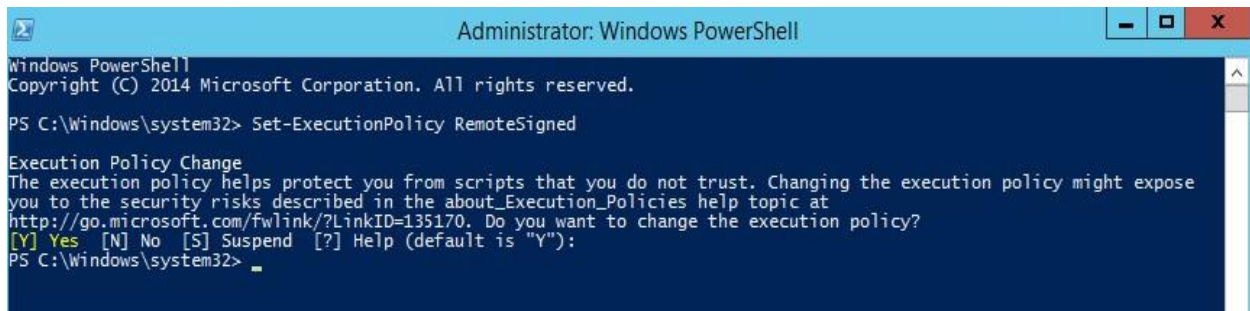 Administrator: Windows PowerShell
Windows PowerShell
Copyright (C) 2014 Microsoft Corporation. All rights reserved.
PS C:\Windows\system32> Set-ExecutionPolicy RemoteSigned
Execution Policy Change
The execution policy helps protect you from scripts that you do not trust. Changing the execution policy might expose
you to the security risks described in the about_Execution_Policies help topic at
http://go.microsoft.com/fwlink/?LinkID=135170. Do you want to change the execution policy?
[Y] Yes  [N] No  [S] Suspend  [?] Help (default is "Y"):
PS C:\Windows\system32>